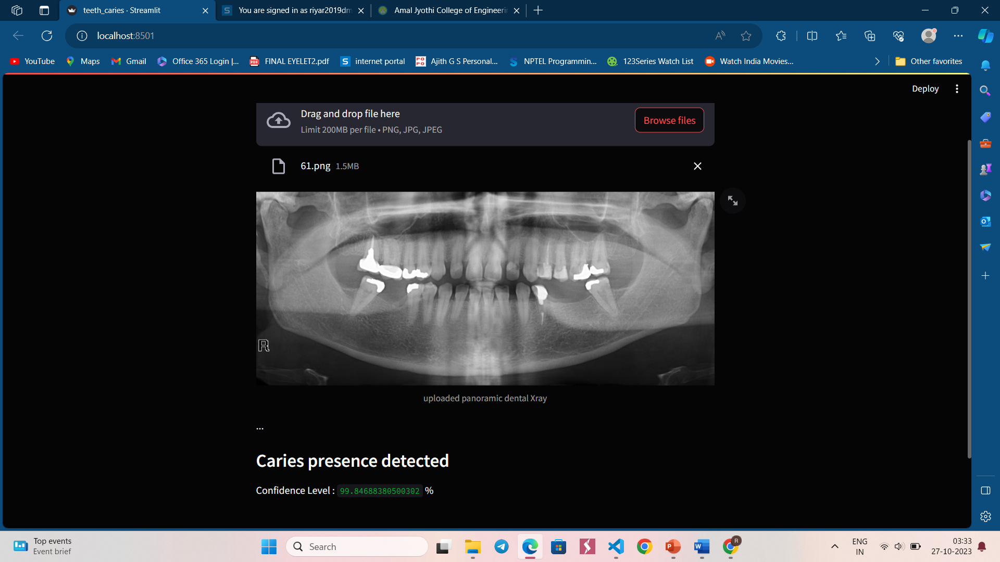 teeth_caries · Streamlit
You are signed in as riyar2019dm
Amal Jyothi College of Engineerin
localhost:8501
YouTube
Maps
Gmail
Office 365 Login |...
FINAL EYELET2.pdf
internet portal
Ajith G S Personal...
NPTEL Programmin...
123Series Watch List
Watch India Movies...
Other favorites
Deploy
Drag and drop file here
Limit 200MB per file • PNG, JPG, JPEG
Browse files
61.png 1.5MB
R
uploaded panoramic dental Xray
...
Caries presence detected
Confidence Level : 99.84688380500302 %
Top events
Event brief
Search
ENG
IN
03:33
27-10-2023